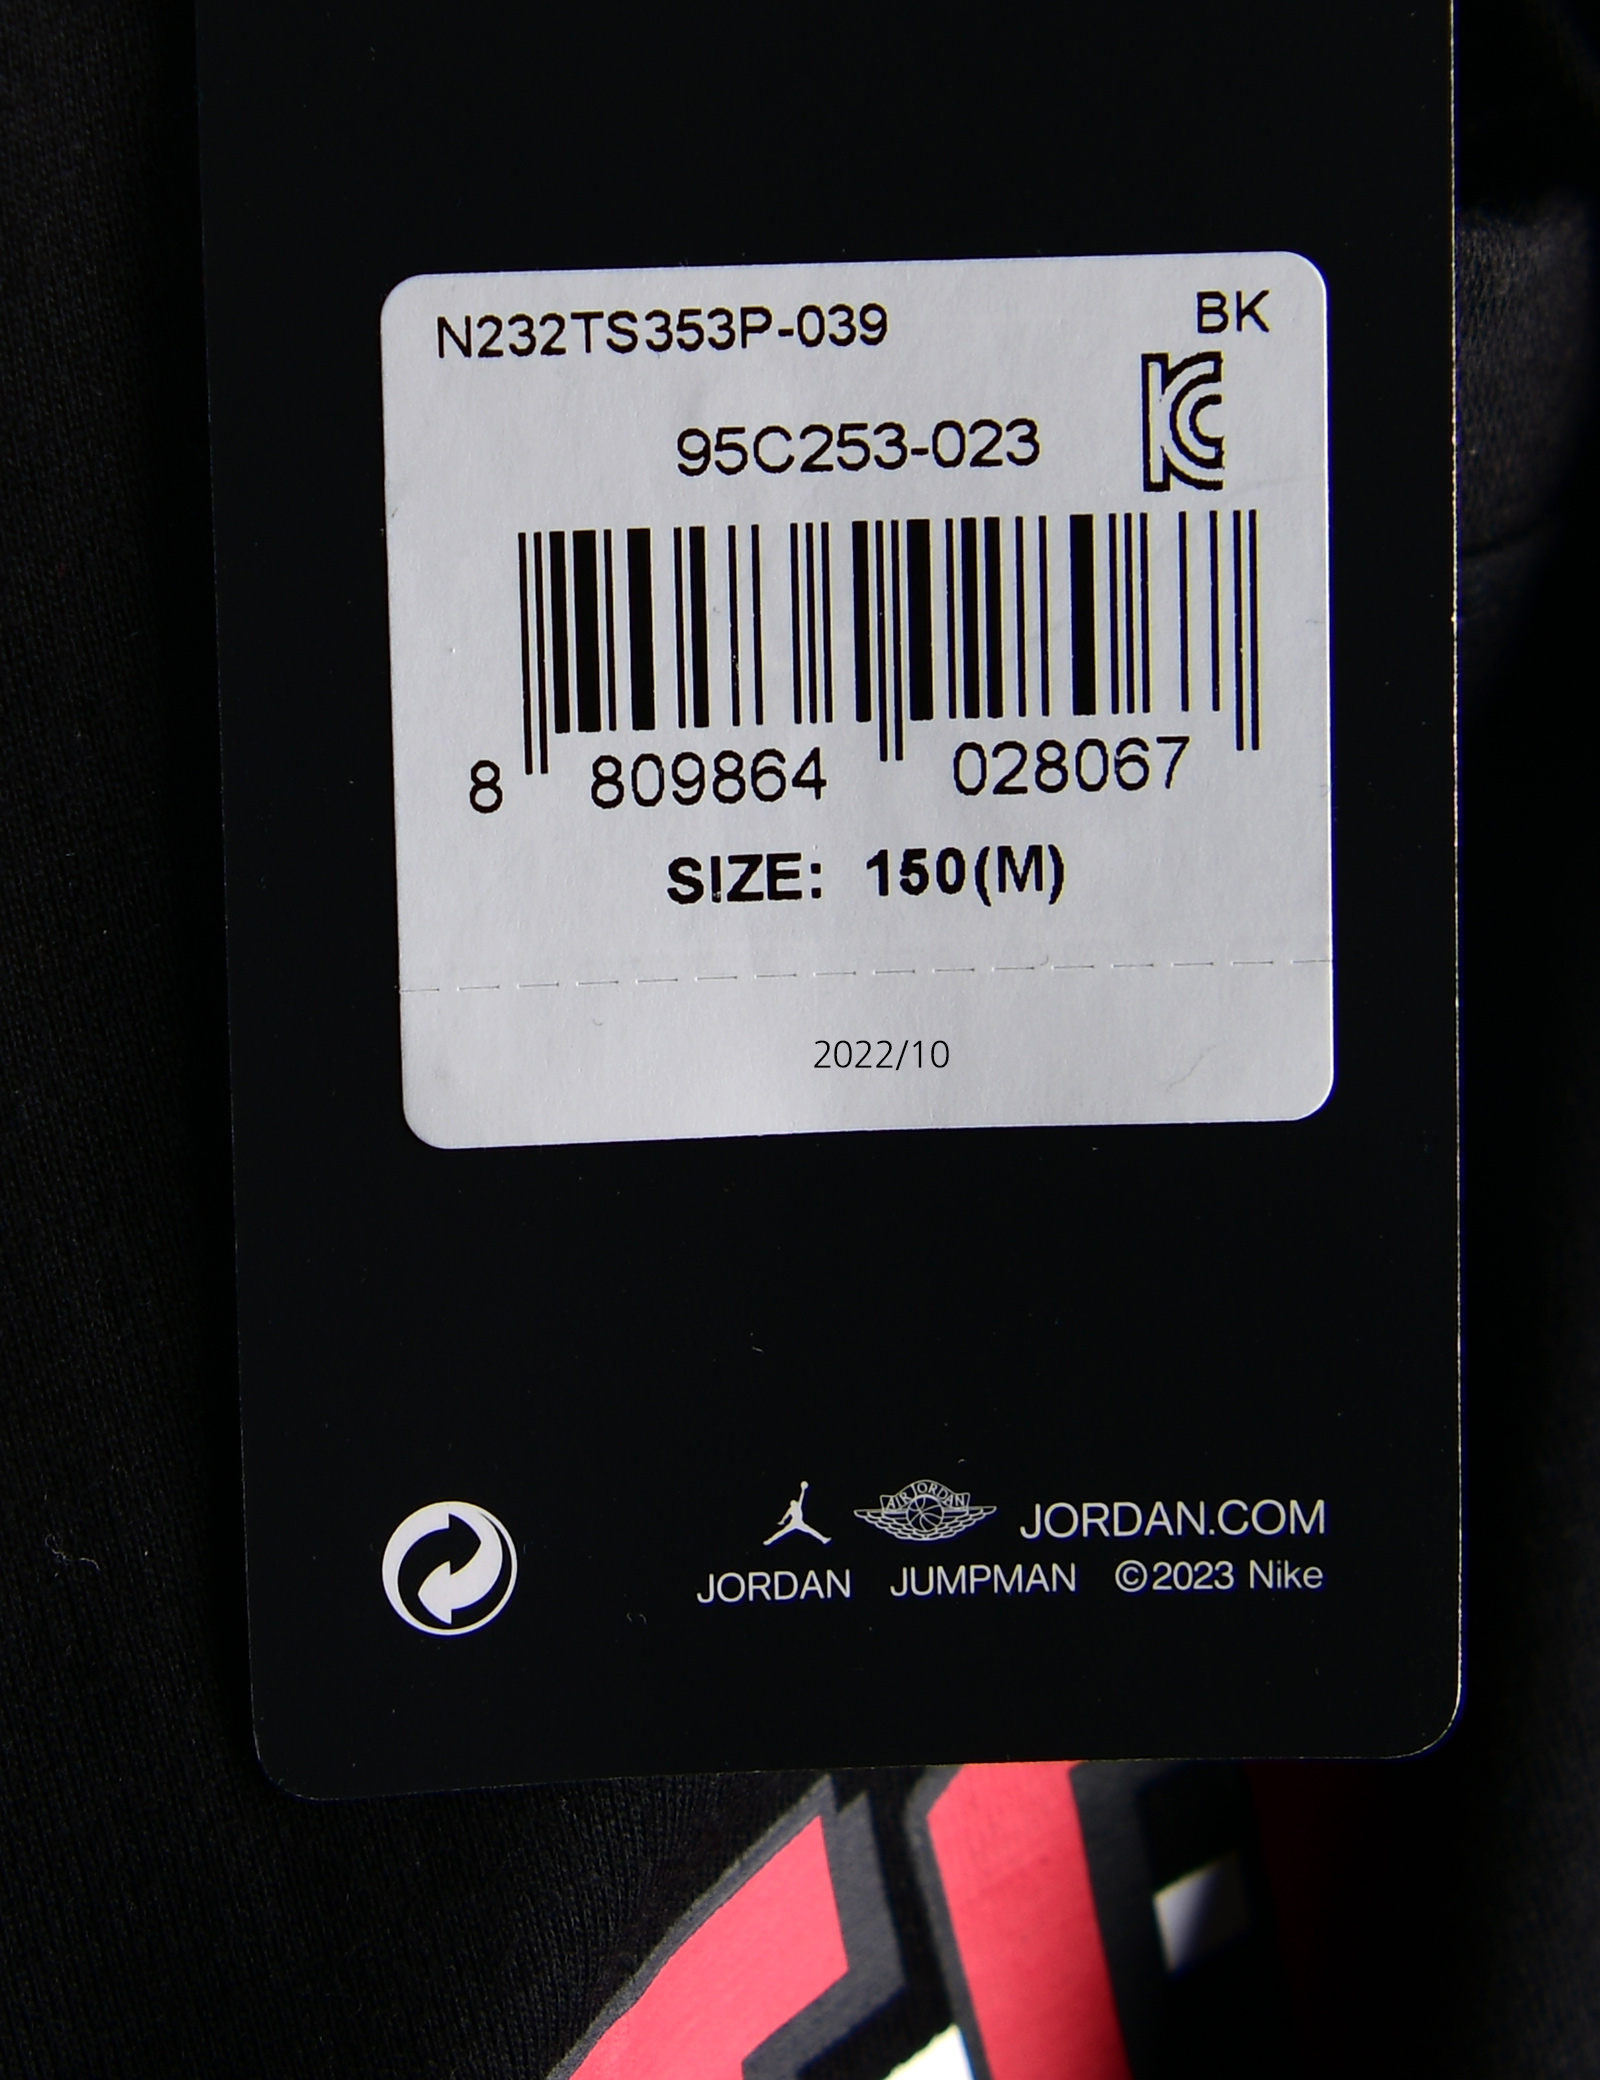 N232TS353P-039 BK
95C253-023
8 809864 028067
SIZE: 150(M)
2022/10
AIR JORDAN
JORDAN.COM
JORDAN JUMPMAN ©2023 Nike